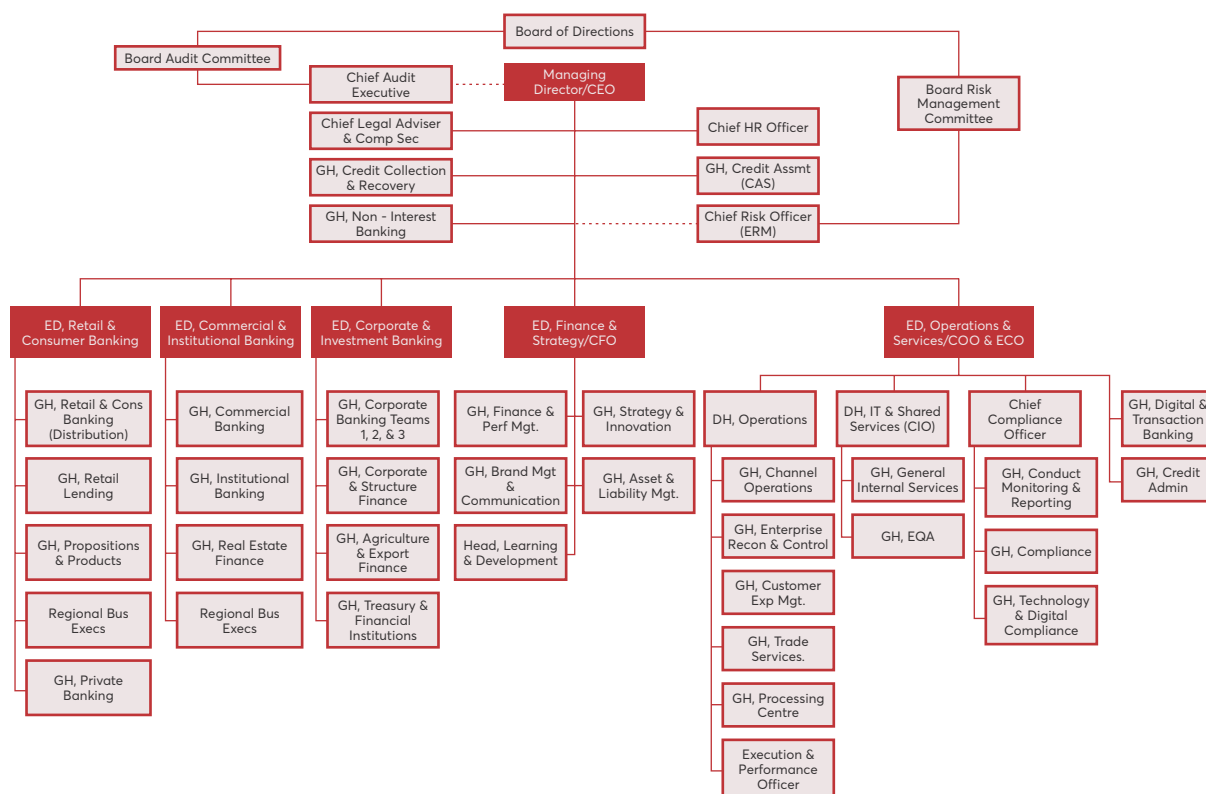 Board of Directions
Board Audit Committee
Chief Audit
Executive
Managing
Director/CEO
Board Risk
Management
Committee
Chief Legal Adviser
& Comp Sec
Chief HR Officer
GH, Credit Collection
& Recovery
GH, Credit Assmt
(CAS)
GH, Non - Interest
Banking
Chief Risk Officer
(ERM)
ED, Retail &
Consumer Banking
ED, Commercial &
Institutional Banking
ED, Corporate &
Investment Banking
ED, Finance &
Strategy/CFO
ED, Operations &
Services/COO & ECO
GH, Retail & Cons
Banking
(Distribution)
GH, Retail
Lending
GH, Propositions
& Products
Regional Bus
Execs
GH, Private
Banking
GH, Commercial
Banking
GH, Institutional
Banking
GH, Real Estate
Finance
Regional Bus
Execs
GH, Corporate
Banking Teams
1, 2, & 3
GH, Corporate
& Structure
Finance
GH, Agriculture
& Export
Finance
GH, Treasury &
Financial
Institutions
GH, Finance &
Perf Mgt.
GH, Strategy &
Innovation
GH, Brand Mgt
&
Communication
GH, Asset &
Liability Mgt.
Head, Learning
& Development
DH, Operations
GH, Channel
Operations
GH, Enterprise
Recon & Control
GH, Customer
Exp Mgt.
GH, Trade
Services.
GH, Processing
Centre
Execution &
Performance
Officer
DH, IT & Shared
Services (CIO)
GH, General
Internal Services
GH, EQA
Chief
Compliance
Officer
GH, Conduct
Monitoring &
Reporting
GH, Compliance
GH, Technology
& Digital
Compliance
GH, Digital &
Transaction
Banking
GH, Credit
Admin